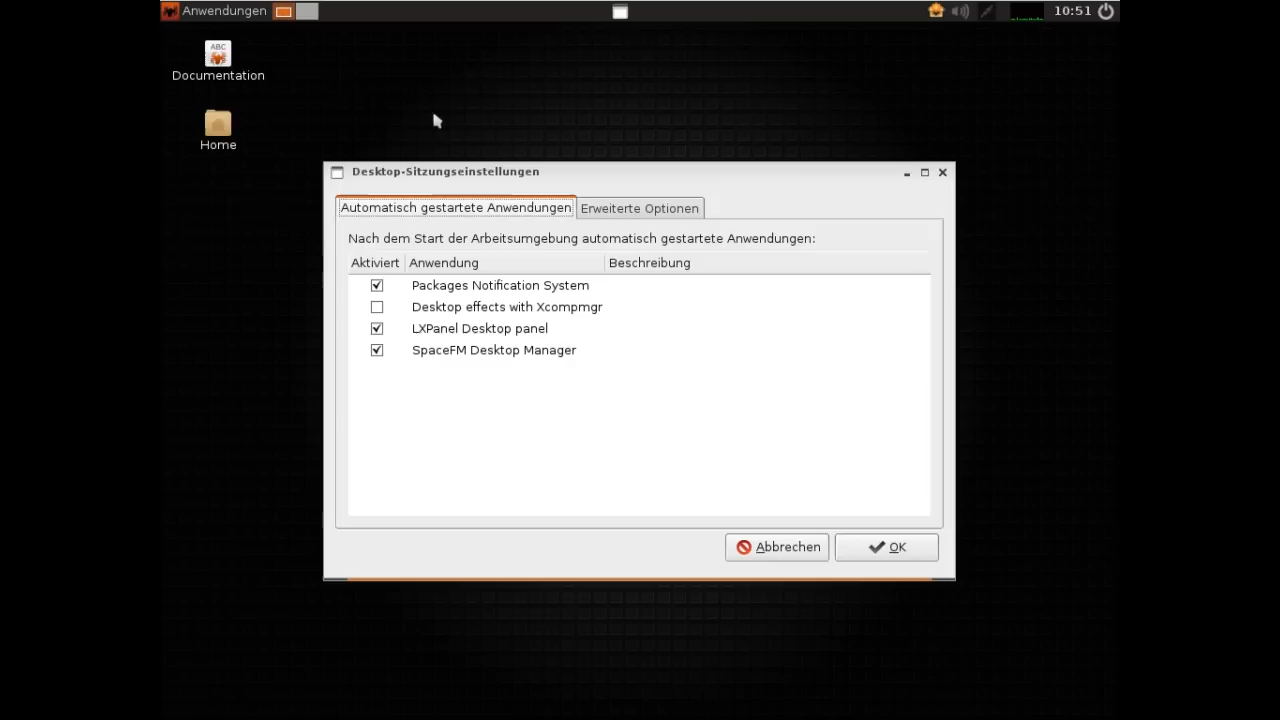 Anwendungen
10:51
ABC
Documentation
Home
Desktop-Sitzungseinstellungen
Automatisch gestartete Anwendungen
Erweiterte Optionen
Nach dem Start der Arbeitsumgebung automatisch gestartete Anwendungen:
Aktiviert Anwendung Beschreibung
Packages Notification System
Desktop effects with Xcompmgr
LXPanel Desktop panel
SpaceFM Desktop Manager
Abbrechen
OK